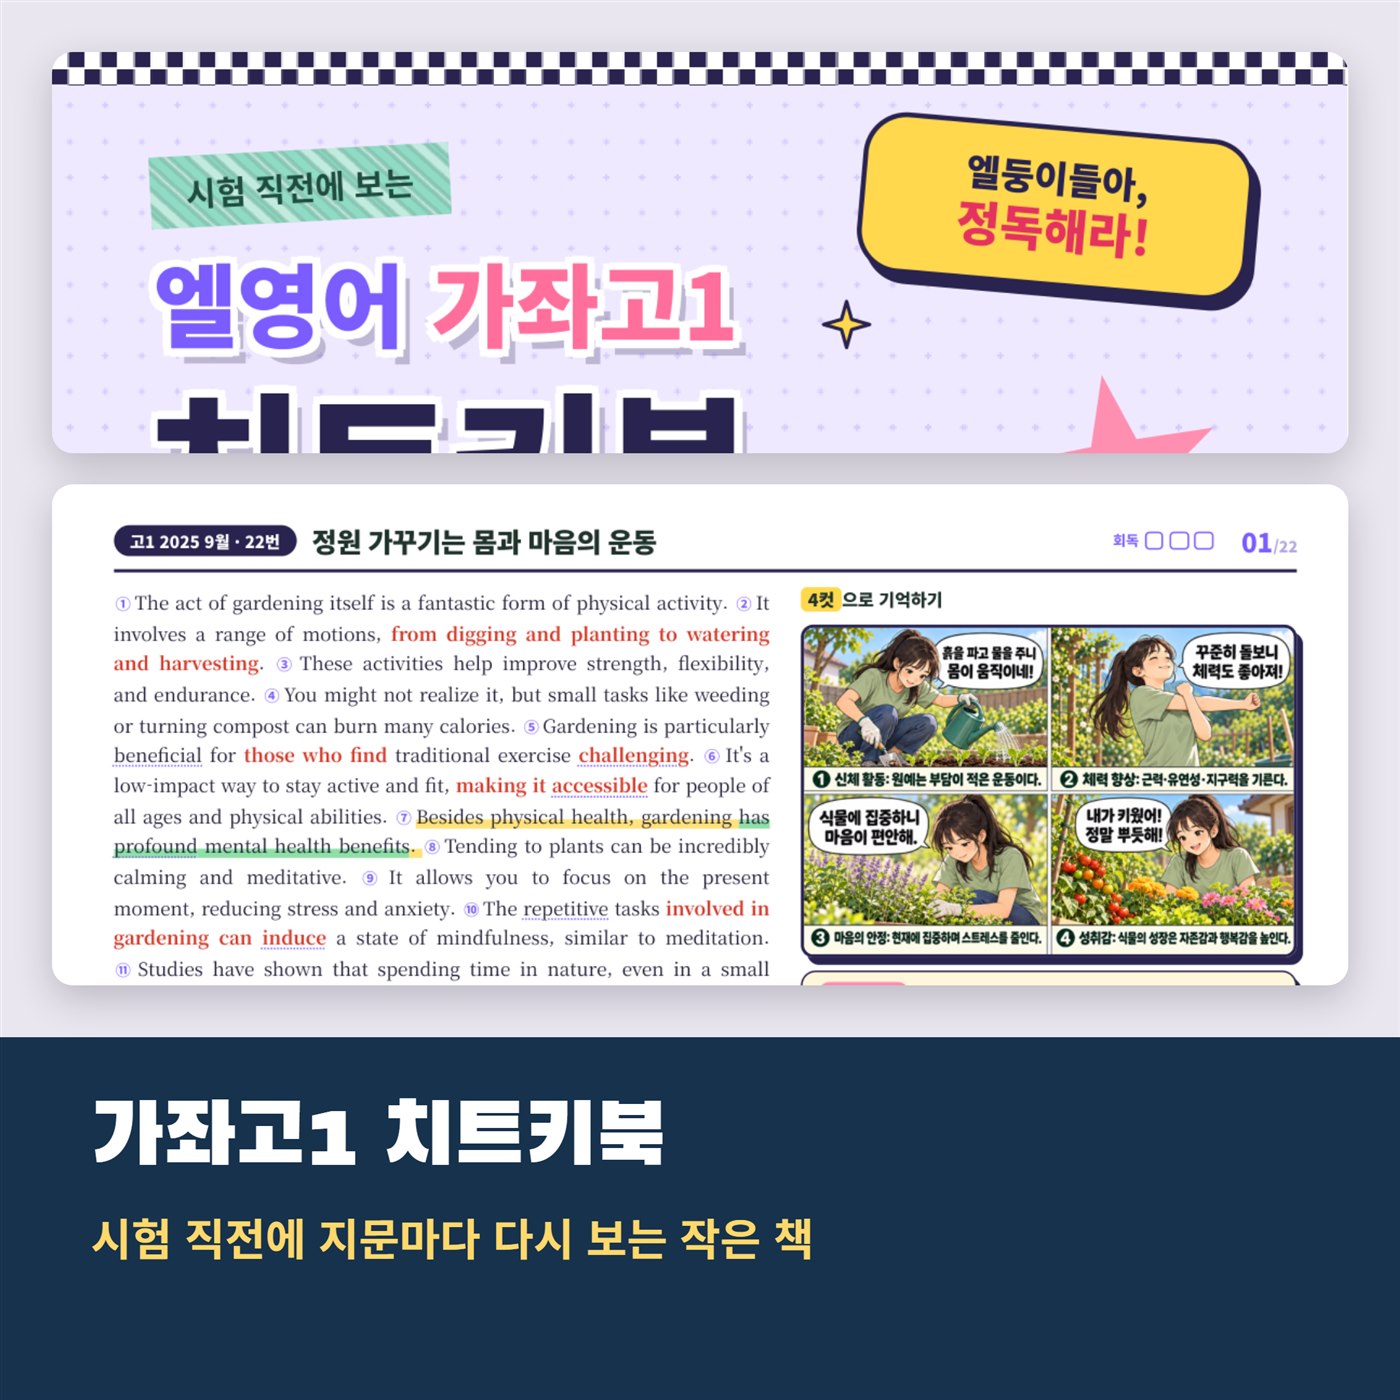 시험 직전에 보는
엘둥이들아,
정독해라!
엘영어 가좌고1
치트키북
고1 2025 9월 · 22번 정원 가꾸기는 몸과 마음의 운동 회독 01/22
① The act of gardening itself is a fantastic form of physical activity. ② It
involves a range of motions, from digging and planting to watering
and harvesting. ③ These activities help improve strength, flexibility,
and endurance. ④ You might not realize it, but small tasks like weeding
or turning compost can burn many calories. ⑤ Gardening is particularly
beneficial for those who find traditional exercise challenging. ⑥ It's a
low-impact way to stay active and fit, making it accessible for people of
all ages and physical abilities. ⑦ Besides physical health, gardening has
profound mental health benefits. ⑧ Tending to plants can be incredibly
calming and meditative. ⑨ It allows you to focus on the present
moment, reducing stress and anxiety. ⑩ The repetitive tasks involved in
gardening can induce a state of mindfulness, similar to meditation.
⑪ Studies have shown that spending time in nature, even in a small
4컷으로 기억하기
흙을 파고 물을 주니
몸이 움직이네!
❶ 신체 활동: 원예는 부담이 적은 운동이다.
꾸준히 돌보니
체력도 좋아져!
❷ 체력 향상: 근력·유연성·지구력을 기른다.
식물에 집중하니
마음이 편안해.
❸ 마음의 안정: 현재에 집중하며 스트레스를 줄인다.
내가 키웠어!
정말 뿌듯해!
❹ 성취감: 식물의 성장은 자존감과 행복감을 높인다.
가좌고1 치트키북
시험 직전에 지문마다 다시 보는 작은 책